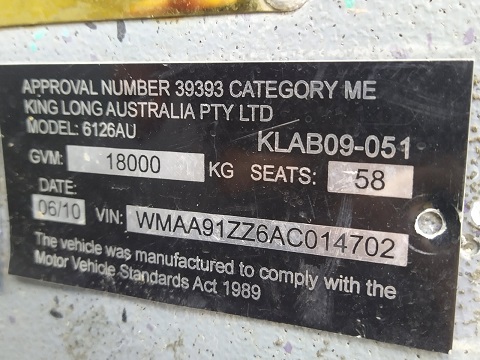 APPROVAL NUMBER 39393 CATEGORY ME
KING LONG AUSTRALIA PTY LTD
MODEL: 6126AU KLAB09-051
GVM: 18000 KG SEATS: 58
DATE:
06/10 VIN: WMAA91ZZ6AC014702
The vehicle was manufactured to comply with the
Motor Vehicle Standards Act 1989